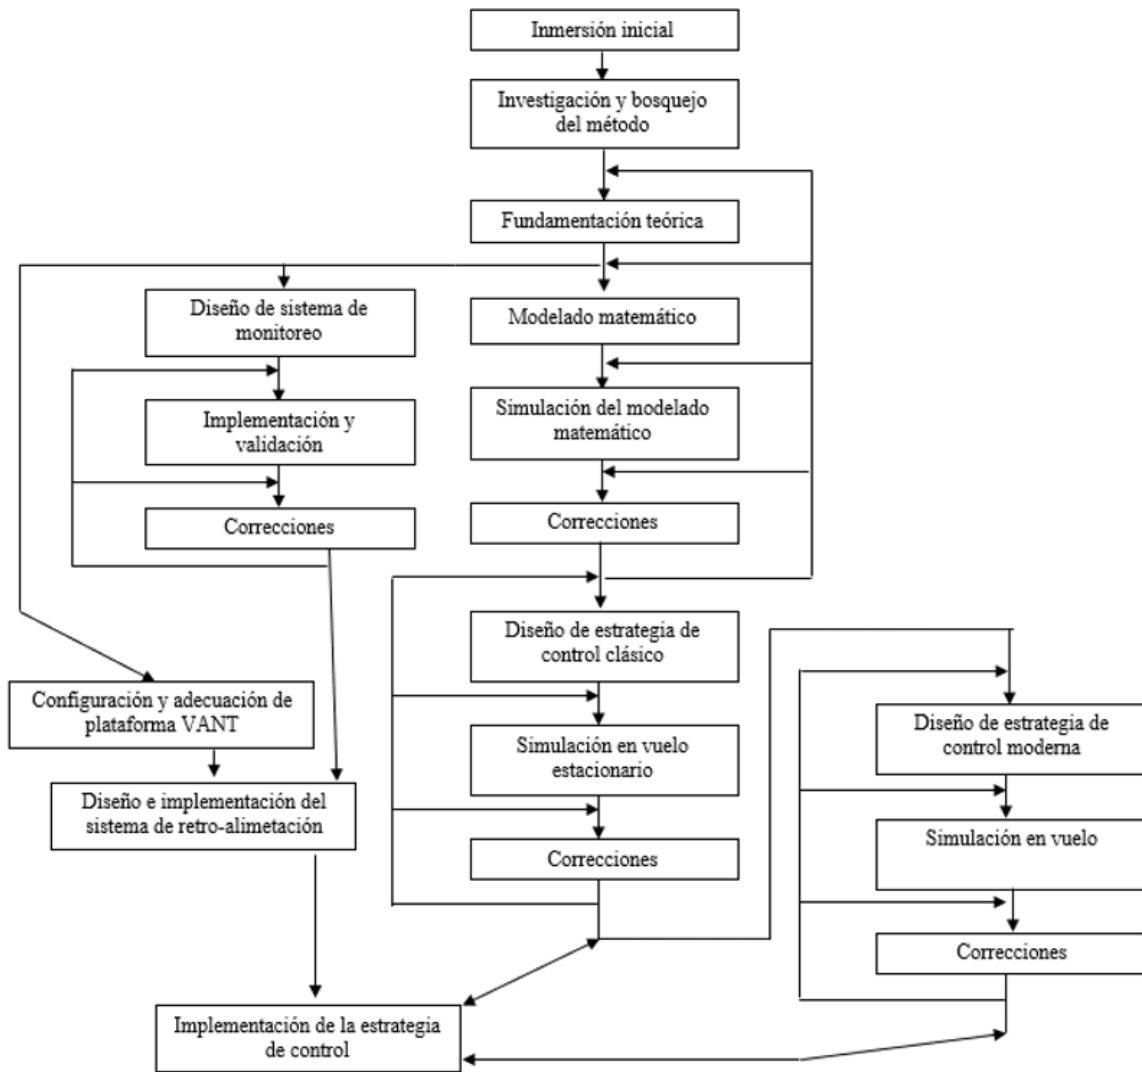 Inmersión inicial
Investigación y bosquejo
del método
Fundamentación teórica
Diseño de sistema de
monitoreo
Modelado matemático
Implementación y
validación
Simulación del modelado
matemático
Correcciones
Correcciones
Diseño de estrategia de
control clásico
Configuración y adecuación de
plataforma VANT
Diseño de estrategia de
control moderna
Simulación en vuelo
estacionario
Diseño e implementación del
sistema de retro-alimetación
Simulación en vuelo
Correcciones
Correcciones
Implementación de la estrategia
de control